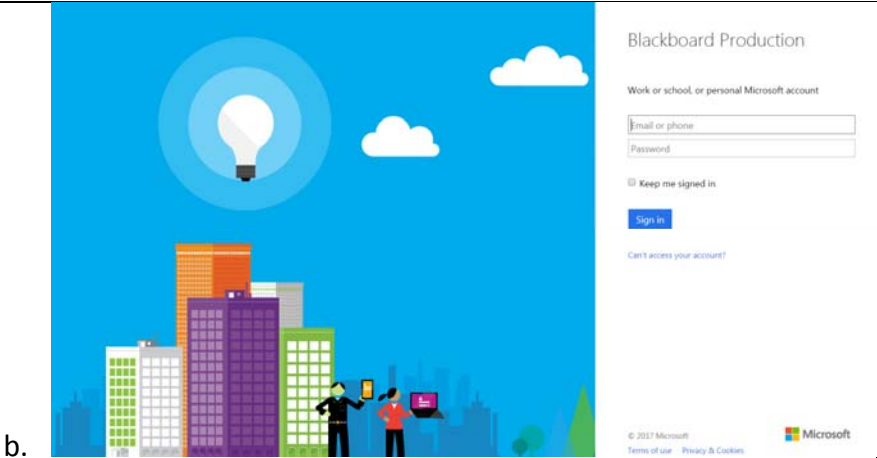 Blackboard Production
Work or school, or personal Microsoft account
Email or phone
Password
Keep me signed in
Sign in
Can't access your account?
© 2017 Microsoft
Terms of use Privacy & Cookies
Microsoft
b.